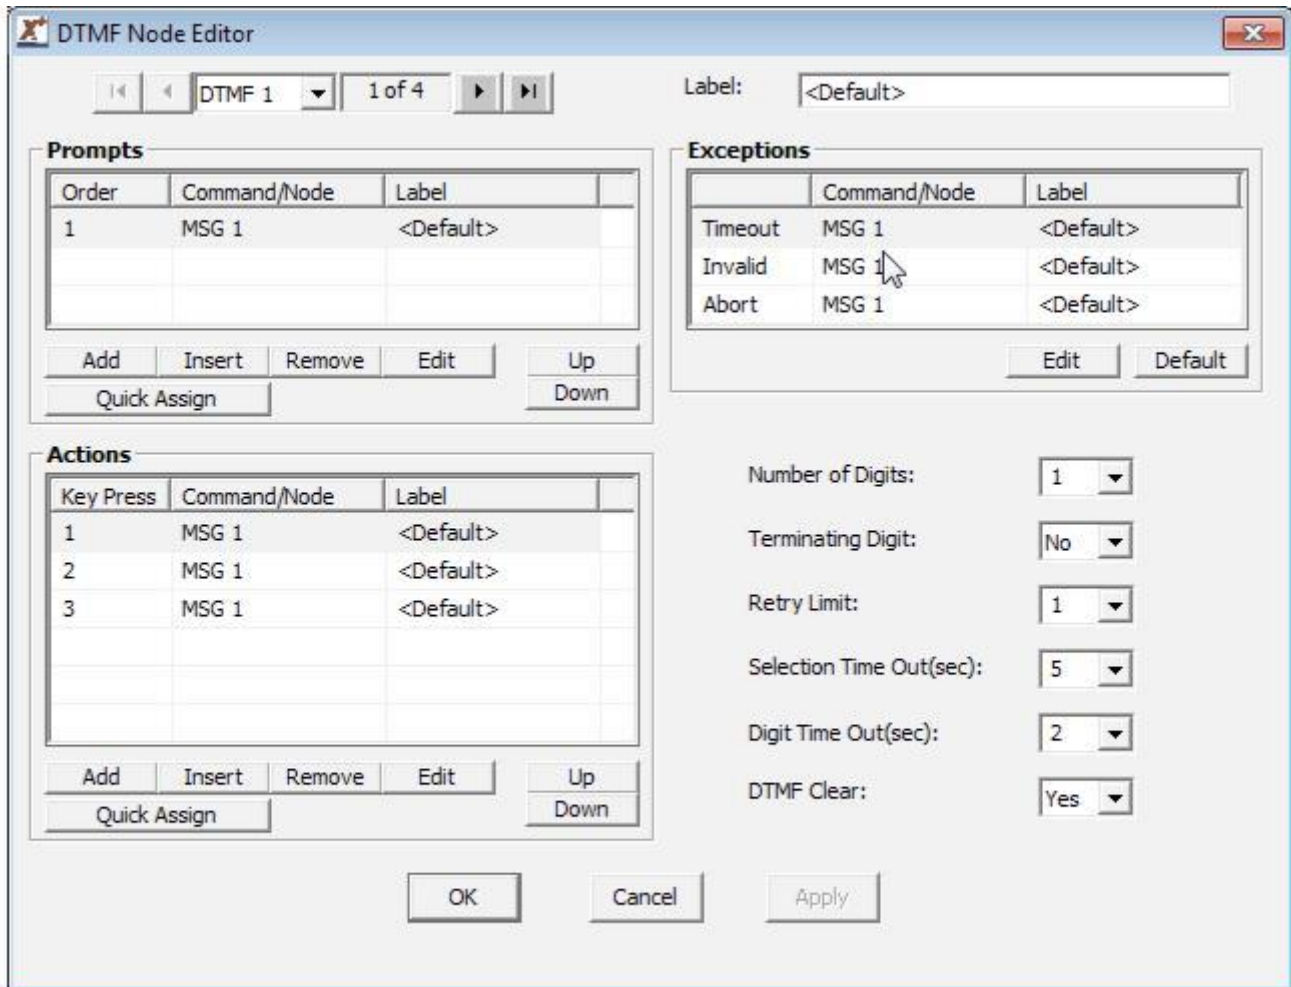 DTMF Node Editor
DTMF 1 1 of 4
Label: <Default>
Prompts
Order Command/Node Label
1 MSG 1 <Default>
Add Insert Remove Edit Up
Quick Assign Down
Exceptions
Command/Node Label
Timeout MSG 1 <Default>
Invalid MSG 1 <Default>
Abort MSG 1 <Default>
Edit Default
Actions
Key Press Command/Node Label
1 MSG 1 <Default>
2 MSG 1 <Default>
3 MSG 1 <Default>
Add Insert Remove Edit Up
Quick Assign Down
Number of Digits: 1
Terminating Digit: No
Retry Limit: 1
Selection Time Out(sec): 5
Digit Time Out(sec): 2
DTMF Clear: Yes
OK Cancel Apply